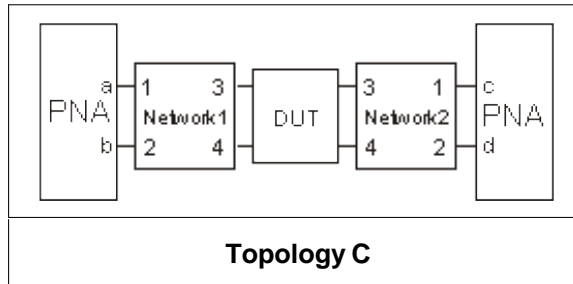 a 1 3 3 1 c
PNA Network1 DUT Network2 PNA
b 2 4 4 2 d
Topology C